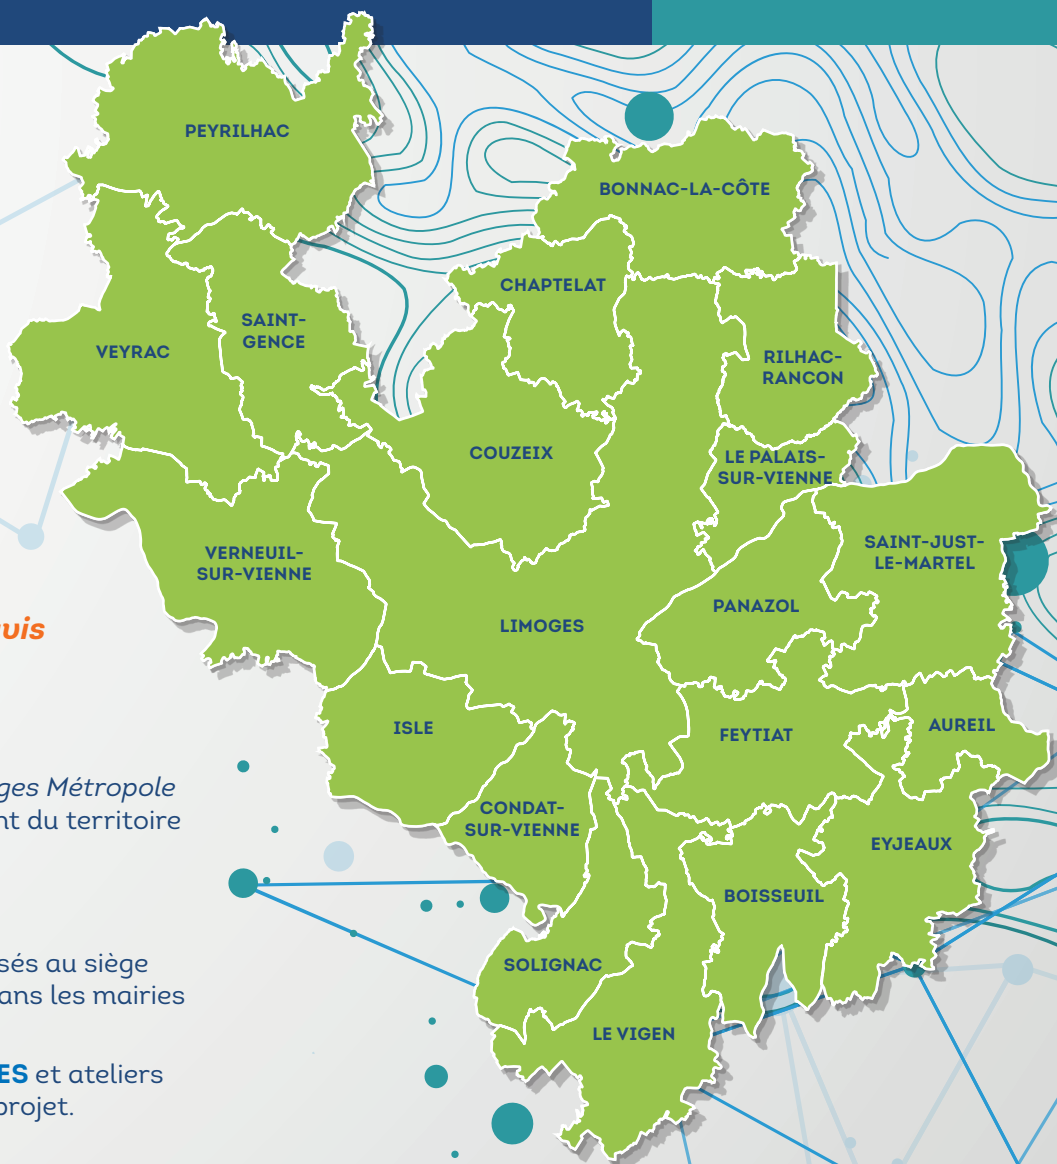 PEYRILHAC
BONNAC-LA-CÔTE
CHAPTELAT
SAINT-
GENCE
VEYRAC
RILHAC-
RANCON
COUZEIX
LE PALAIS-
SUR-VIENNE
SAINT-JUST-
LE-MARTEL
VERNEUIL-
SUR-VIENNE
PANAZOL
LIMOGES
ISLE
FEYTIAT
AUREIL
CONDAT-
SUR-VIENNE
EYJEAUX
BOISSEUIL
SOLIGNAC
LE VIGEN
uis
ges Métropole
nt du territoire
sés au siège
ans les mairies
ES et ateliers
projet.